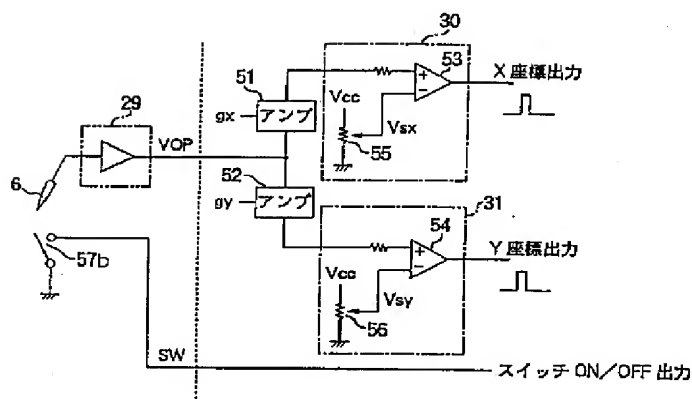 30
51
53
X 座標出力
29
gx
アンプ
Vcc
VOP
Vsx
55
6
52
gy
アンプ
31
54
57b
Y 座標出力
Vcc
Vsy
56
SW
スイッチ ON／OFF 出力